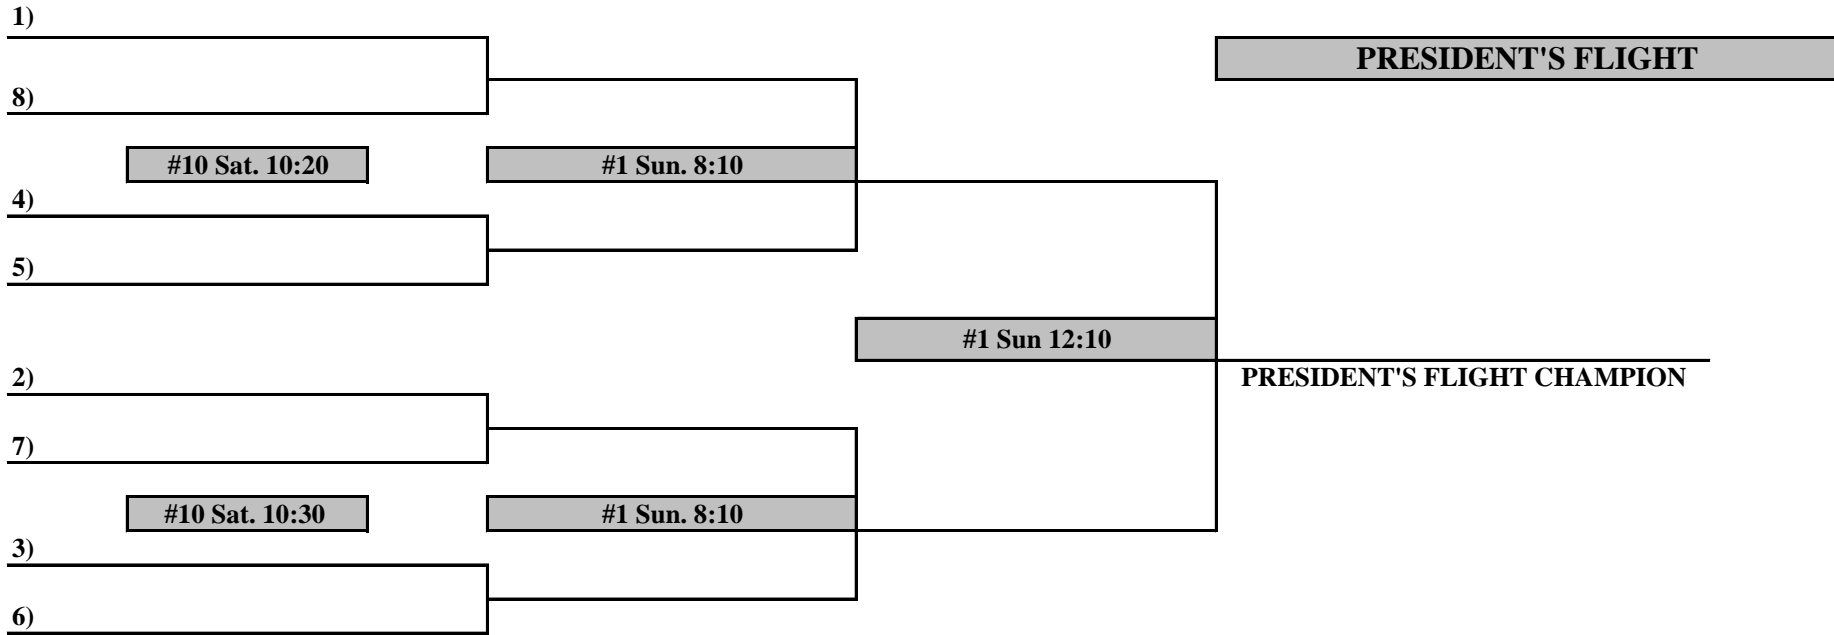 1)
PRESIDENT'S FLIGHT
8)
#10 Sat. 10:20
#1 Sun. 8:10
4)
5)
#1 Sun 12:10
2)
PRESIDENT'S FLIGHT CHAMPION
7)
#10 Sat. 10:30
#1 Sun. 8:10
3)
6)